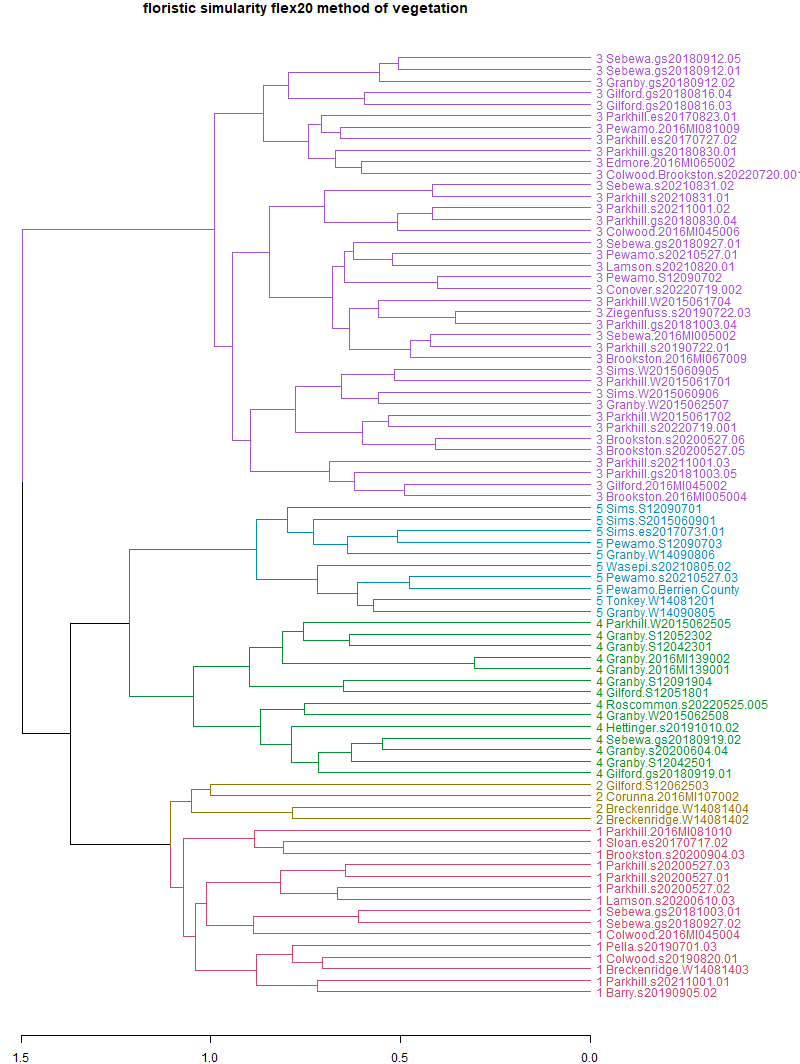 floristic simularity flex20 method of vegetation
3 Sebewa.gs20180912.05
3 Sebewa.gs20180912.01
3 Granby.gs20180912.02
3 Gilford.gs20180816.04
3 Gilford.gs20180816.03
3 Parkhill.es20170823.01
3 Pewamo.2016MI081009
3 Parkhill.es20170727.02
3 Parkhill.gs20180830.01
3 Edmore.2016MI065002
3 Colwood.Brookston.s20220720.001
3 Sebewa.s20210831.02
3 Parkhill.s20210831.01
3 Parkhill.s20211001.02
3 Parkhill.gs20180830.04
3 Colwood.2016MI045006
3 Sebewa.gs20180927.01
3 Pewamo.s20210527.01
3 Lamson.s20210820.01
3 Pewamo.S12090702
3 Conover.s20220719.002
3 Parkhill.W2015061704
3 Ziegenfuss.s20190722.03
3 Parkhill.gs20181003.04
3 Sebewa.2016MI005002
3 Parkhill.s20190722.01
3 Brookston.2016MI067009
3 Sims.W2015060905
3 Parkhill.W2015061701
3 Sims.W2015060906
3 Granby.W2015062507
3 Parkhill.W2015061702
3 Parkhill.s20220719.001
3 Brookston.s20200527.06
3 Brookston.s20200527.05
3 Parkhill.s20211001.03
3 Parkhill.gs20181003.05
3 Gilford.2016MI045002
3 Brookston.2016MI005004
5 Sims.S12090701
5 Sims.S2015060901
5 Sims.es20170731.01
5 Pewamo.S12090703
5 Granby.W14090806
5 Wasepi.s20210805.02
5 Pewamo.s20210527.03
5 Pewamo.Berrien.County
5 Tonkey.W14081201
5 Granby.W14090805
4 Parkhill.W2015062505
4 Granby.S12052302
4 Granby.S12042301
4 Granby.2016MI139002
4 Granby.2016MI139001
4 Granby.S12091904
4 Gilford.S12051801
4 Roscommon.s20220525.005
4 Granby.W2015062508
4 Hettinger.s20191010.02
4 Sebewa.gs20180919.02
4 Granby.s20200604.04
4 Granby.S12042501
4 Gilford.gs20180919.01
2 Gilford.S12062503
2 Corunna.2016MI107002
2 Breckenridge.W14081404
2 Breckenridge.W14081402
1 Parkhill.2016MI081010
1 Sloan.es20170717.02
1 Brookston.s20200904.03
1 Parkhill.s20200527.03
1 Parkhill.s20200527.01
1 Parkhill.s20200527.02
1 Lamson.s20200610.03
1 Sebewa.gs20181003.01
1 Sebewa.gs20180927.02
1 Colwood.2016MI045004
1 Pella.s20190701.03
1 Colwood.s20190820.01
1 Breckenridge.W14081403
1 Parkhill.s20211001.01
1 Barry.s20190905.02
1.5 1.0 0.5 0.0